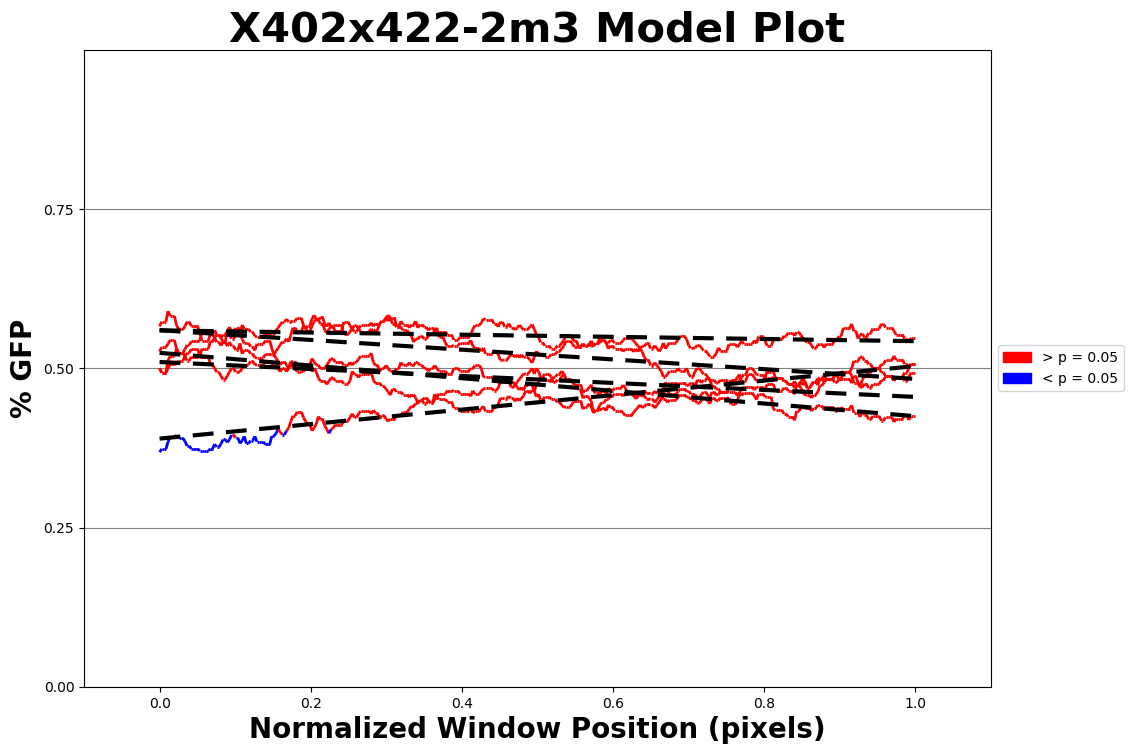 X402x422-2m3 Model Plot
% GFP
0.75
0.50
0.25
0.00
0.0 0.2 0.4 0.6 0.8 1.0
Normalized Window Position (pixels)
> p = 0.05
< p = 0.05